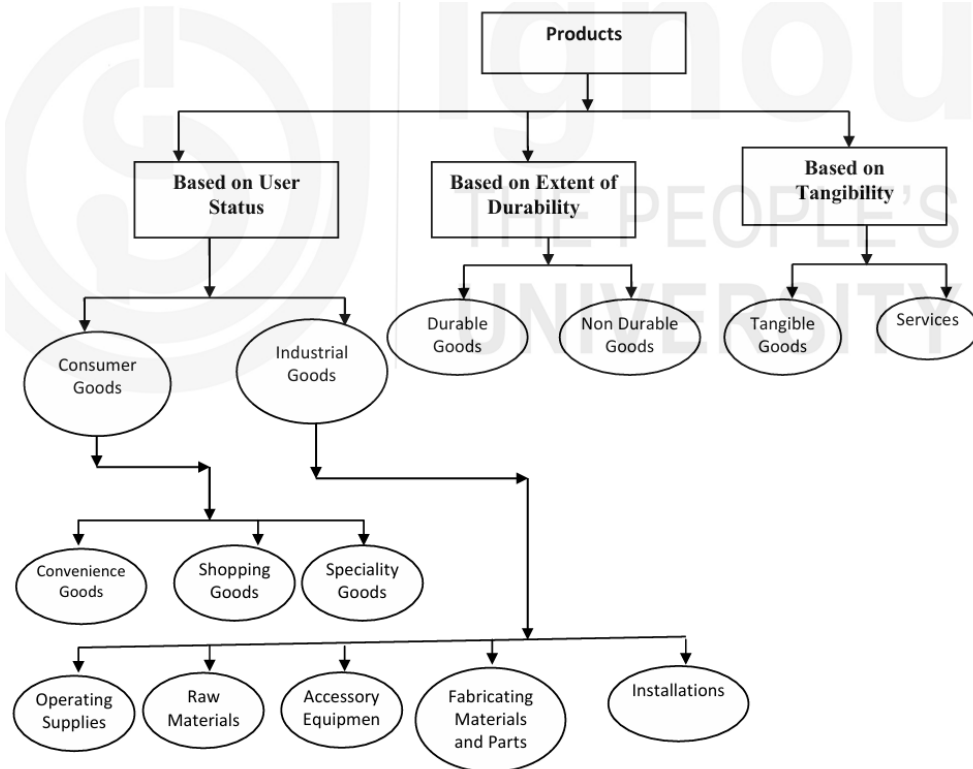 ignou
THE PEOPLE'S
UNIVERSITY
Products
Based on User
Status
Based on Extent of
Durability
Based on
Tangibility
Consumer
Goods
Industrial
Goods
Durable
Goods
Non Durable
Goods
Tangible
Goods
Services
Convenience
Goods
Shopping
Goods
Speciality
Goods
Operating
Supplies
Raw
Materials
Accessory
Equipmen
Fabricating
Materials
and Parts
Installations